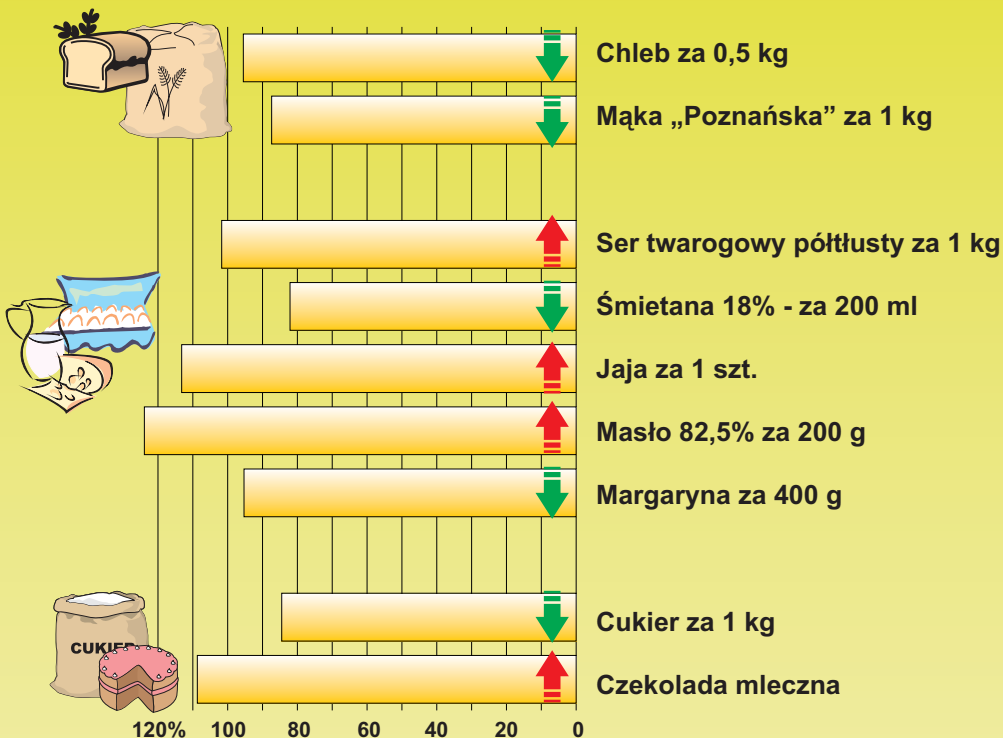 Chleb za 0,5 kg
Mąka „Poznańska” za 1 kg
Ser twarogowy półtłusty za 1 kg
Śmietana 18% - za 200 ml
Jaja za 1 szt.
Masło 82,5% za 200 g
Margaryna za 400 g
CUKIER
Cukier za 1 kg
Czekolada mleczna
120% 100 80 60 40 20 0